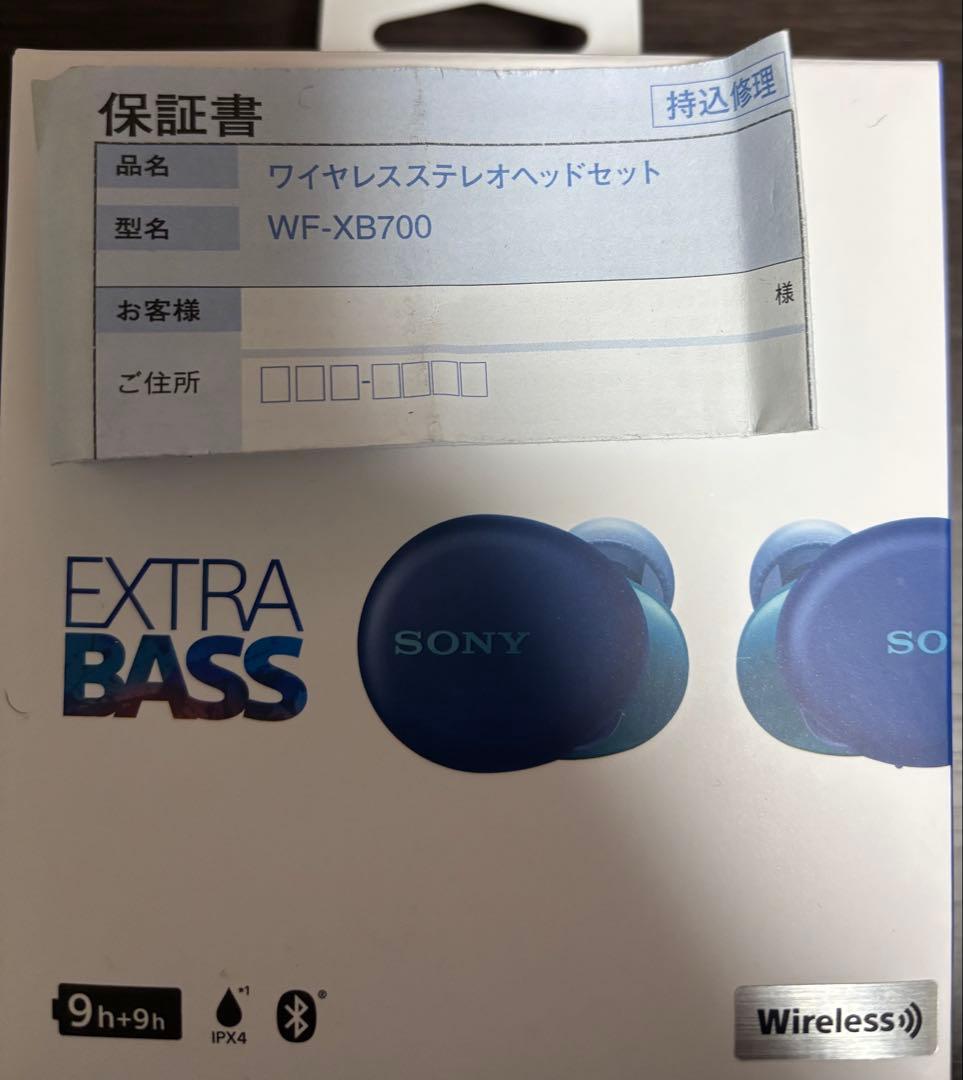 保証書
持込修理
品名 ワイヤレスステレオヘッドセット
型名 WF-XB700
お客様 様
ご住所 -
EXTRA
BASS
SONY
SO
9h+9h
*1
IPX4
®
Wireless